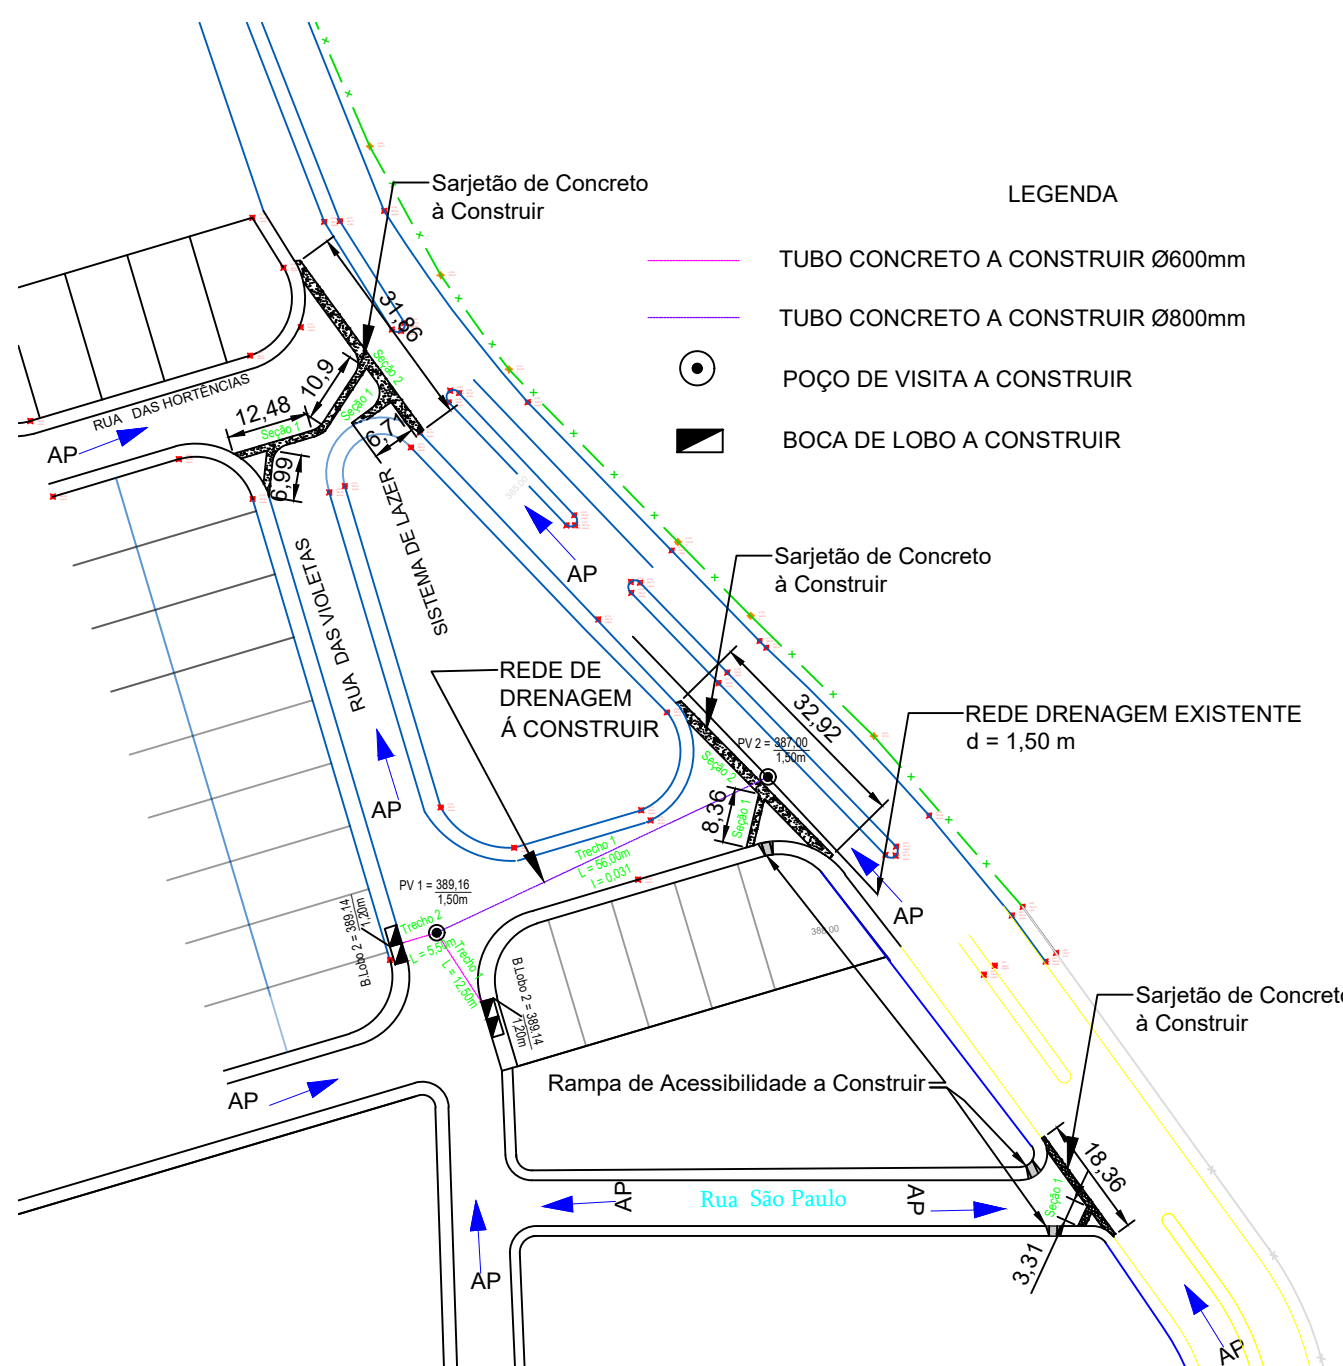 Sarjetão de Concreto
à Construir
LEGENDA
TUBO CONCRETO A CONSTRUIR Ø600mm
TUBO CONCRETO A CONSTRUIR Ø800mm
POÇO DE VISITA A CONSTRUIR
BOCA DE LOBO A CONSTRUIR
31,86
Seção 2
10,9
Seção 1
12,48
Seção 1
6,99
6,77
RUA DAS HORTÊNCIAS
AP
RUA DAS VIOLETAS
SISTEMA DE LAZER
385,00
AP
Sarjetão de Concreto
à Construir
REDE DE
DRENAGEM
Á CONSTRUIR
32,92
REDE DRENAGEM EXISTENTE
d = 1,50 m
PV 2 = 387,00
1,50m
Seção 2
8,36
Seção 1
AP
Trecho 1
L = 56,00m
I = 0,031
PV 1 = 389,16
1,50m
B.Lobo 2 = 389.14
1,20m
Trecho 2
L = 5,50m
Trecho 1
L = 12,50m
B.Lobo 2 = 389.14
1,20m
AP
AP
Sarjetão de Concreto
à Construir
Rampa de Acessibilidade a Construir
18,36
Seção 1
3,31
AP
Rua São Paulo
AP
AP
AP